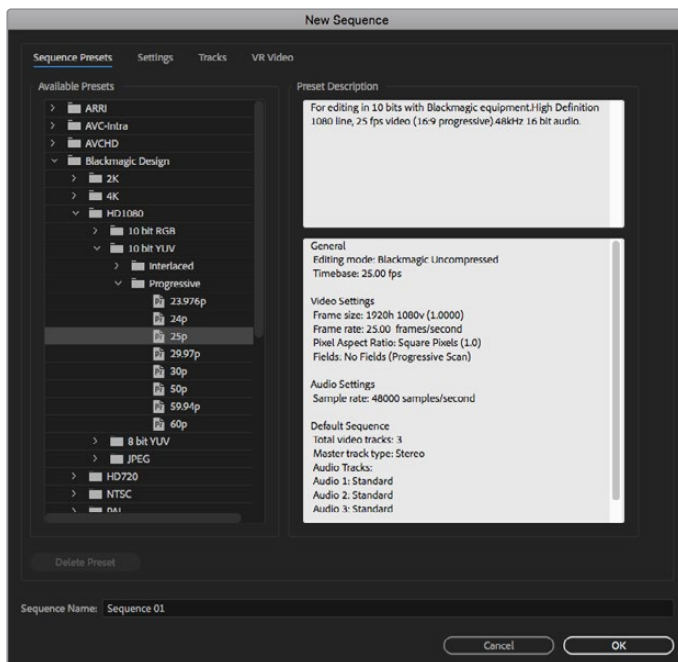 New Sequence
Sequence Presets Settings Tracks VR Video
Available Presets
ARRI
AVC-Intra
AVCHD
Blackmagic Design
2K
4K
HD1080
10 bit RGB
10 bit YUV
Interlaced
Progressive
23.976p
24p
25p
29.97p
30p
50p
59.94p
60p
8 bit YUV
JPEG
HD720
NTSC
PAL
Delete Preset
Preset Description
For editing in 10 bits with Blackmagic equipment.High Definition
1080 line, 25 fps video (16:9 progressive).48kHz 16 bit audio.
General
Editing mode: Blackmagic Uncompressed
Timebase: 25.00 fps
Video Settings
Frame size: 1920h 1080v (1.0000)
Frame rate: 25.00 frames/second
Pixel Aspect Ratio: Square Pixels (1.0)
Fields: No Fields (Progressive Scan)
Audio Settings
Sample rate: 48000 samples/second
Default Sequence
Total video tracks: 3
Master track type: Stereo
Audio Tracks:
Audio 1: Standard
Audio 2: Standard
Audio 3: Standard
Sequence Name: Sequence 01
Cancel OK